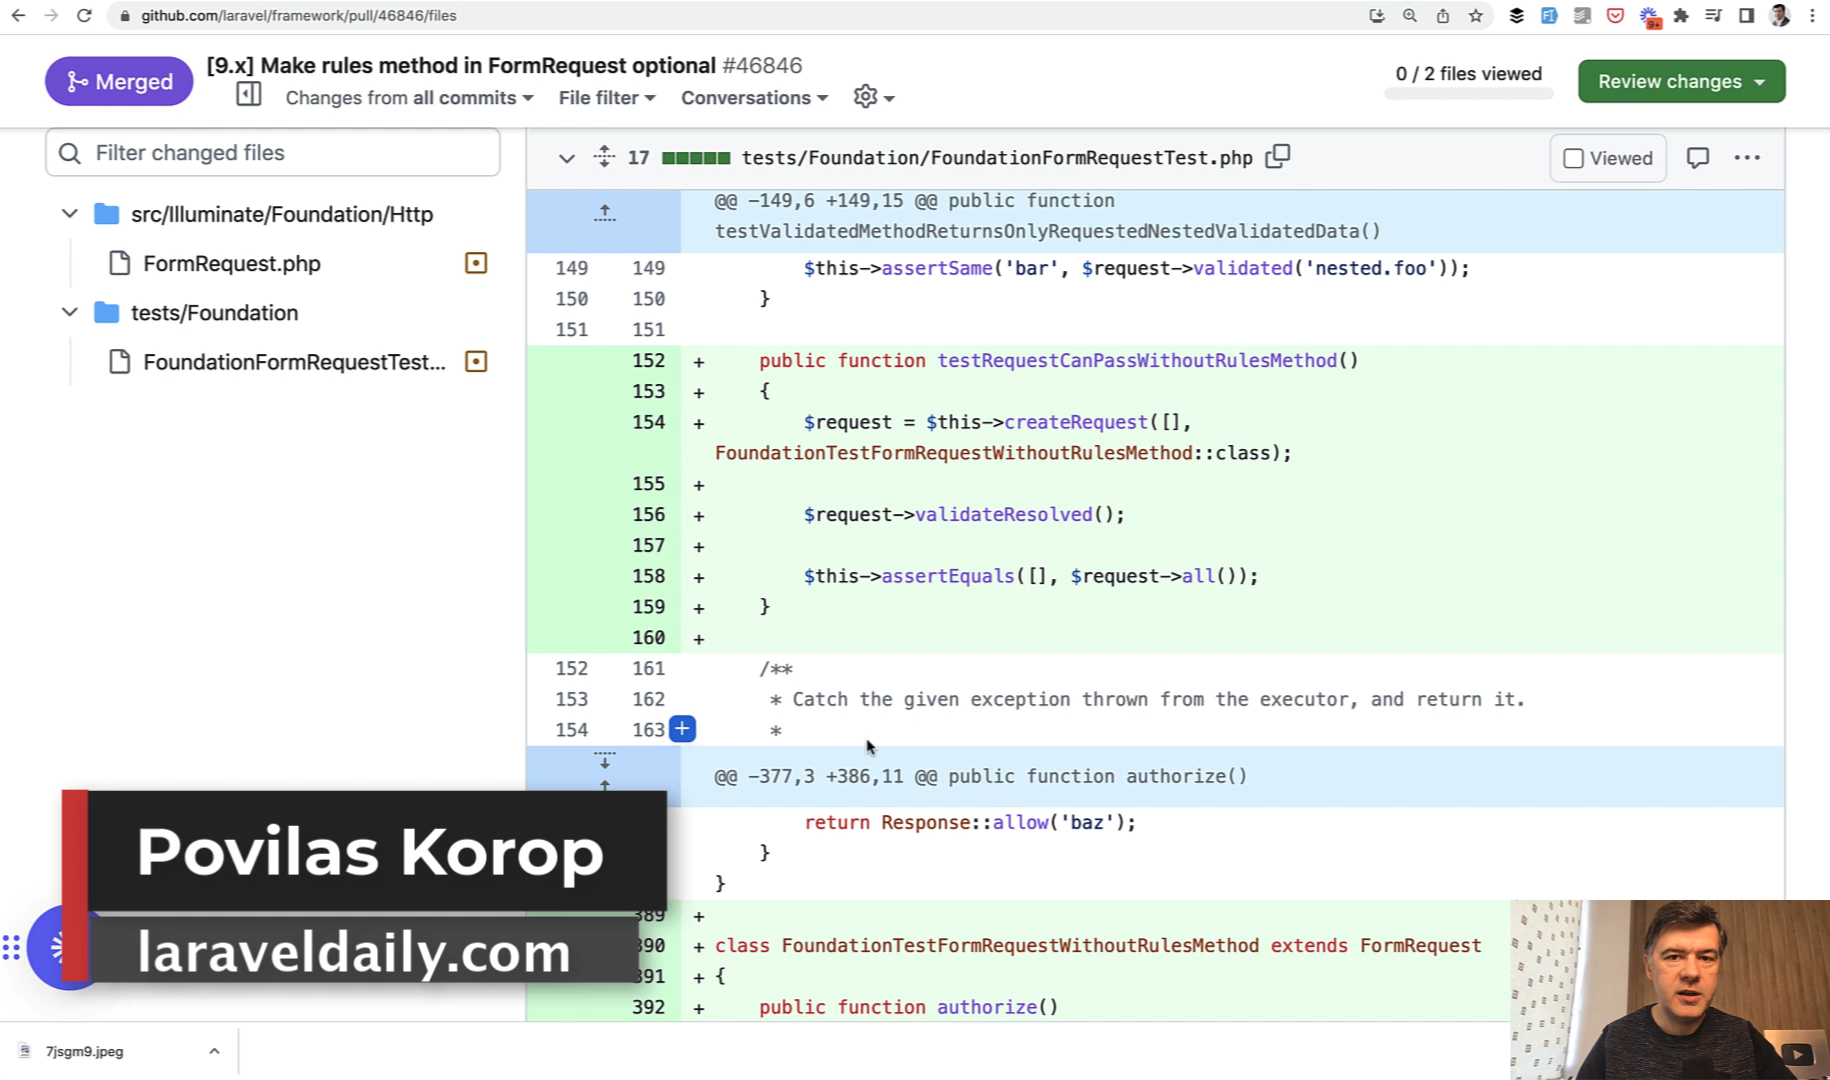 github.com/laravel/framework/pull/46846/files
9+
Merged
[9.x] Make rules method in FormRequest optional #46846
Changes from all commits
File filter
Conversations
0 / 2 files viewed
Review changes
Filter changed files
src/Illuminate/Foundation/Http
FormRequest.php
tests/Foundation
FoundationFormRequestTest...
17 tests/Foundation/FoundationFormRequestTest.php
Viewed
@@ -149,6 +149,15 @@ public function
testValidatedMethodReturnsOnlyRequestedNestedValidatedData()
149 149 $this->assertSame('bar', $request->validated('nested.foo'));
150 150 }
151 151
152 + public function testRequestCanPassWithoutRulesMethod()
153 + {
154 + $request = $this->createRequest([],
FoundationTestFormRequestWithoutRulesMethod::class);
155 +
156 + $request->validateResolved();
157 +
158 + $this->assertEquals([], $request->all());
159 + }
160 +
152 161 /**
153 162 * Catch the given exception thrown from the executor, and return it.
154 163 + *
@@ -377,3 +386,11 @@ public function authorize()
return Response::allow('baz');
}
}
389 +
390 + class FoundationTestFormRequestWithoutRulesMethod extends FormRequest
391 + {
392 + public function authorize()
Povilas Korop
laraveldaily.com
7jsgm9.jpeg